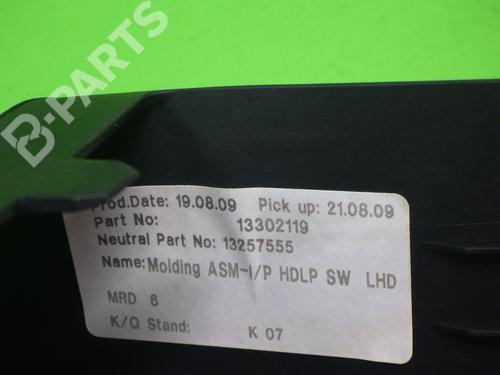 B-PARTS
Prod.Date: 19.08.09 Pick up: 21.08.09
Part No: 13302119
Neutral Part No: 13257555
Name: Molding ASM-I/P HDLP SW LHD
MRD 6
K/Q Stand: K 07